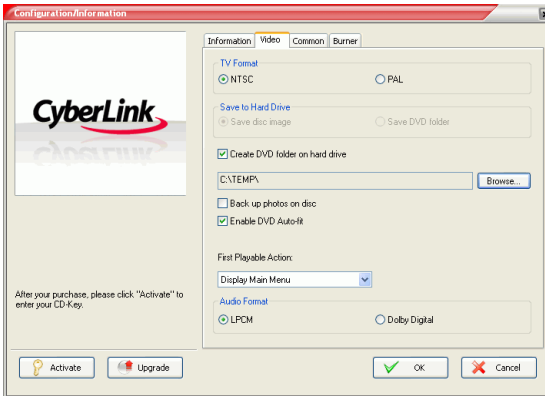 Configuration/Information
Information Video Common Burner
TV Format
NTSC PAL
CyberLink
Save to Hard Drive
Save disc image Save DVD folder
Create DVD folder on hard drive
C:\TEMP\ Browse...
Back up photos on disc
Enable DVD Auto-fit
First Playable Action:
Display Main Menu
After your purchase, please click "Activate" to
enter your CD-Key.
Audio Format
LPCM Dolby Digital
Activate Upgrade OK Cancel